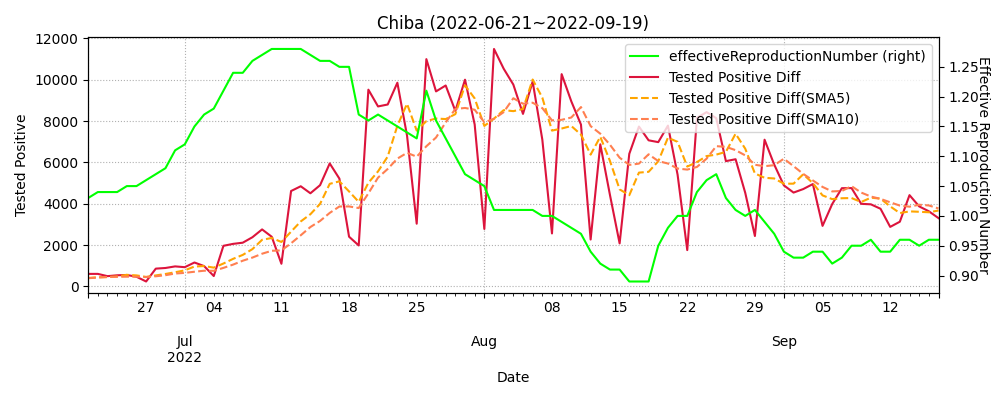 Chiba (2022-06-21~2022-09-19)
12000
10000
8000
6000
4000
2000
0
Tested Positive
effectiveReproductionNumber (right)
Tested Positive Diff
Tested Positive Diff(SMA5)
Tested Positive Diff(SMA10)
1.25
1.20
1.15
1.10
1.05
1.00
0.95
0.90
Effective Reproduction Number
27 04 11 18 25 08 15 22 29 05 12
Jul Aug Sep
2022
Date